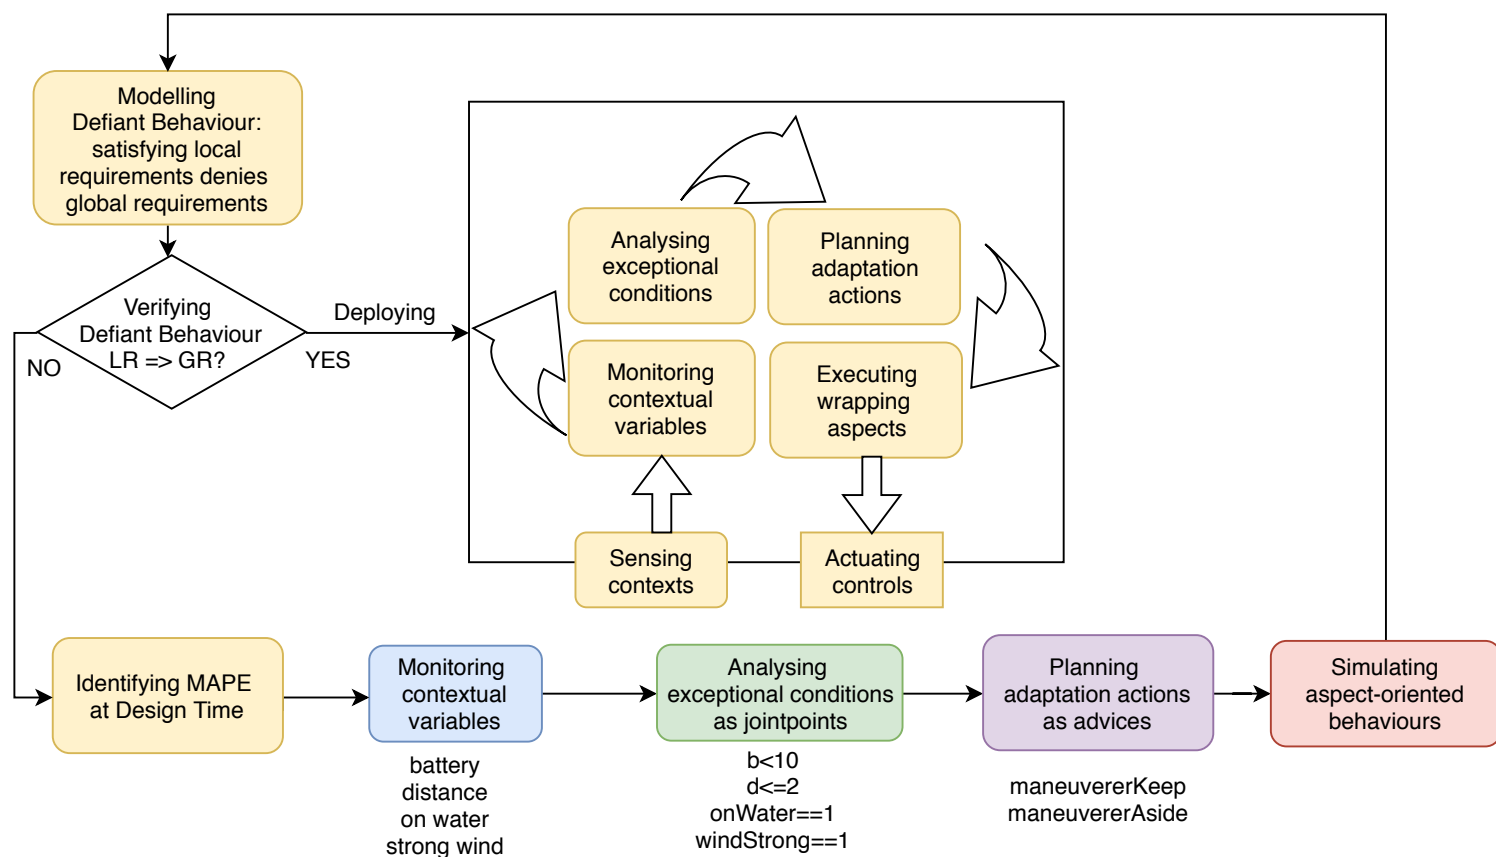 Modelling
Defiant Behaviour:
satisfying local
requirements denies
global requirements
Verifying
Defiant Behaviour
LR => GR?
NO
YES
Deploying
Analysing
exceptional
conditions
Planning
adaptation
actions
Monitoring
contextual
variables
Executing
wrapping
aspects
Sensing
contexts
Actuating
controls
Identifying MAPE
at Design Time
Monitoring
contextual
variables
battery
distance
on water
strong wind
Analysing
exceptional conditions
as jointpoints
b<10
d<=2
onWater==1
windStrong==1
Planning
adaptation actions
as advices
maneuvererKeep
maneuvererAside
Simulating
aspect-oriented
behaviours